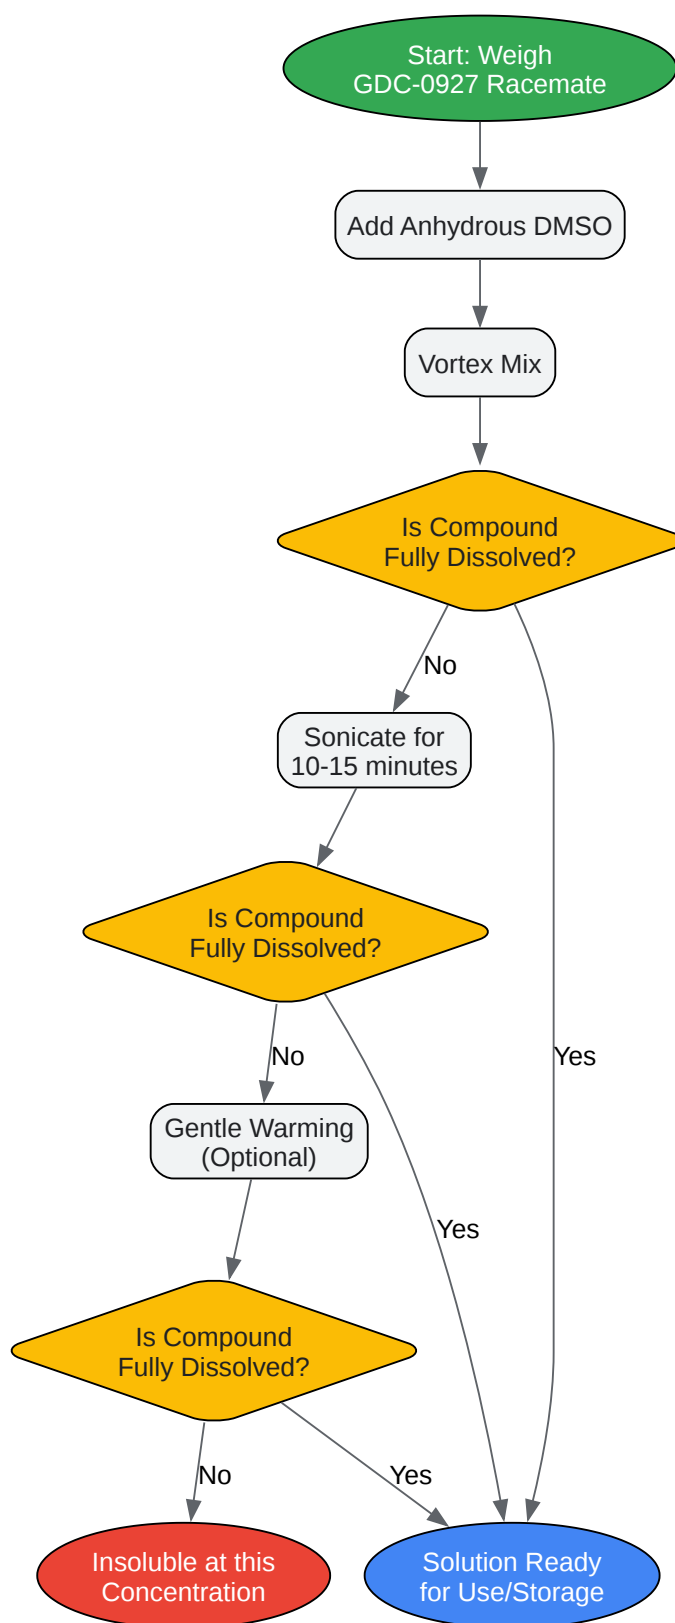 Start: Weigh
GDC-0927 Racemate
Add Anhydrous DMSO
Vortex Mix
Is Compound
Fully Dissolved?
No
Sonicate for
10-15 minutes
Is Compound
Fully Dissolved?
No
Yes
Gentle Warming
(Optional)
Yes
Is Compound
Fully Dissolved?
No
Yes
Insoluble at this
Concentration
Solution Ready
for Use/Storage